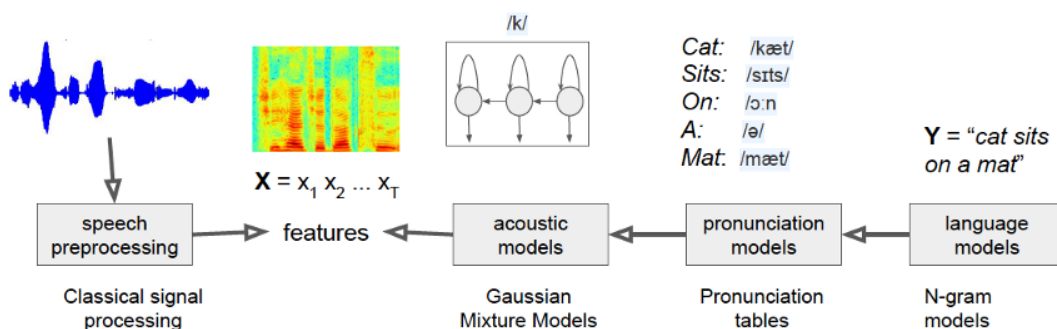 /k/
Cat: /kæt/
Sits: /sɪts/
On: /ɔːn
A: /ə/
Mat: /mæt/
Y = “cat sits
on a mat”
X = x1 x2 ... xT
speech
preprocessing
features
acoustic
models
pronunciation
models
language
models
Classical signal
processing
Gaussian
Mixture Models
Pronunciation
tables
N-gram
models